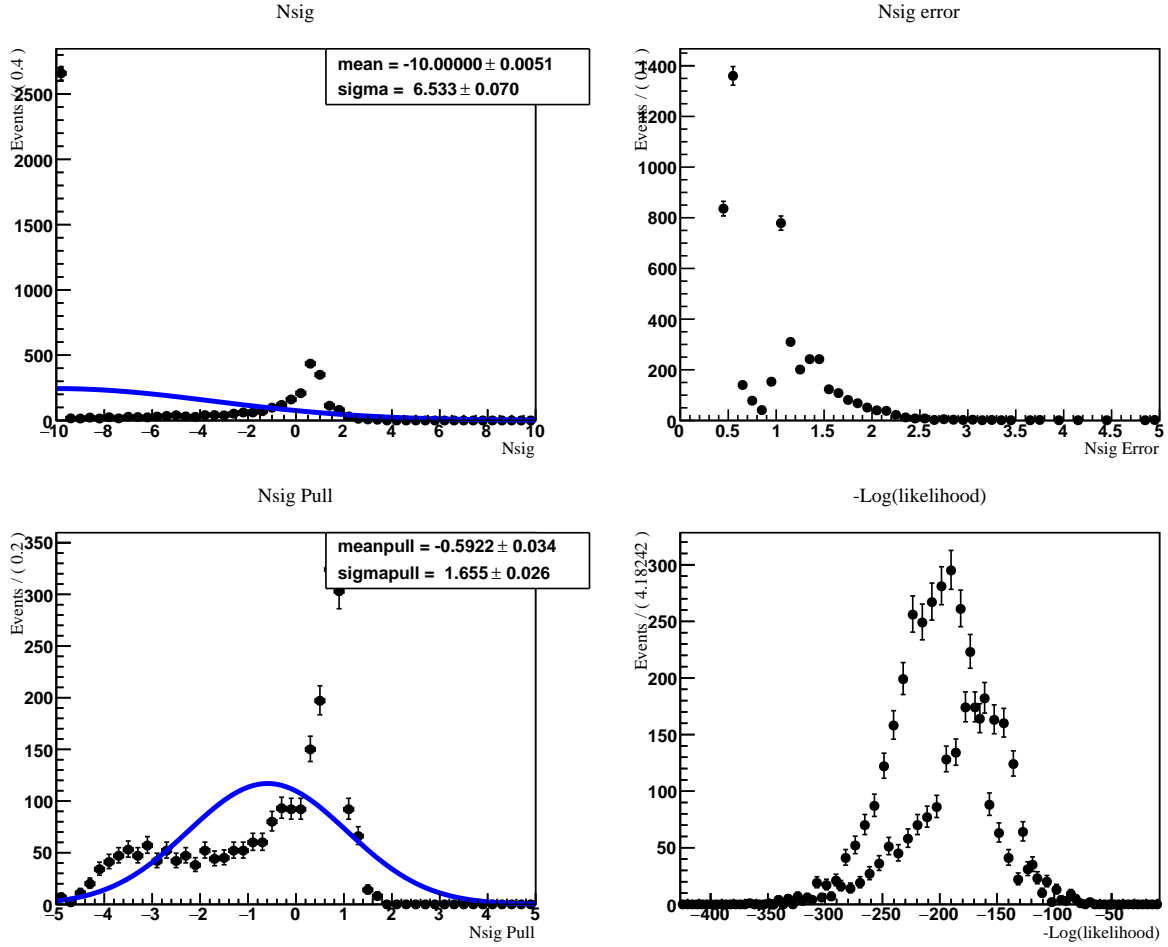 Nsig
Events / ( 0.4 )
mean = -10.00000 ± 0.0051
sigma = 6.533 ± 0.070
2500
2000
1500
1000
500
0
−10 −8 −6 −4 −2 0 2 4 6 8 10
Nsig
Nsig error
Events / ( 0.1 )
1400
1200
1000
800
600
400
200
0
0 0.5 1 1.5 2 2.5 3 3.5 4 4.5 5
Nsig Error
Nsig Pull
Events / ( 0.2 )
meanpull = -0.5922 ± 0.034
sigmapull = 1.655 ± 0.026
350
300
250
200
150
100
50
0
−5 −4 −3 −2 −1 0 1 2 3 4 5
Nsig Pull
-Log(likelihood)
Events / ( 4.18242 )
300
250
200
150
100
50
0
−400 −350 −300 −250 −200 −150 −100 −50
-Log(likelihood)